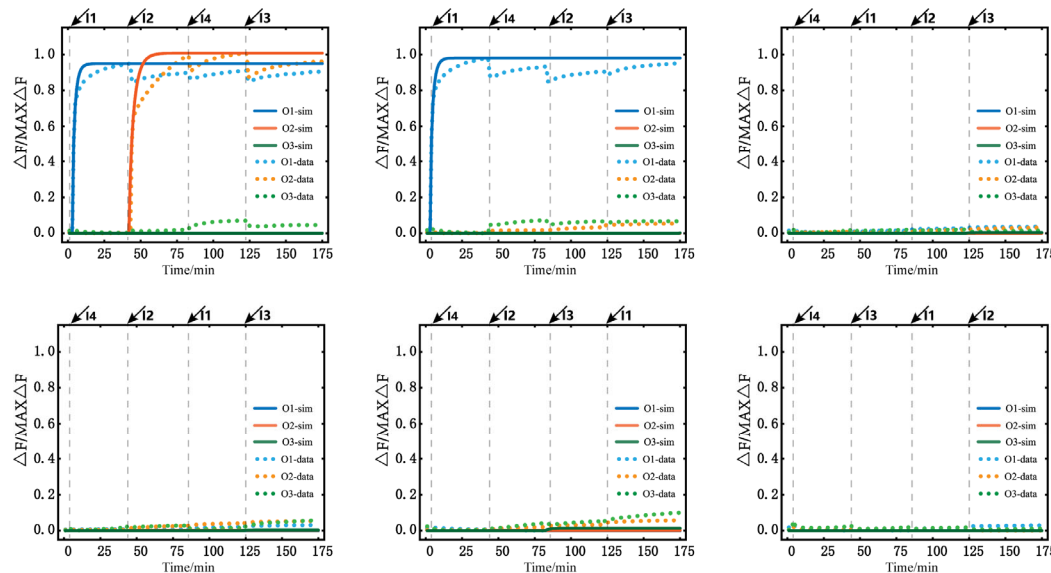 I1 I2 I4 I3
△F/MAX△F
1.0
0.8
0.6
0.4
0.2
0.0
O1-sim
O2-sim
O3-sim
O1-data
O2-data
O3-data
0 25 50 75 100 125 150 175
Time/min
I1 I4 I2 I3
△F/MAX△F
1.0
0.8
0.6
0.4
0.2
0.0
O1-sim
O2-sim
O3-sim
O1-data
O2-data
O3-data
0 25 50 75 100 125 150 175
Time/min
I4 I1 I2 I3
△F/MAX△F
1.0
0.8
0.6
0.4
0.2
0.0
O1-sim
O2-sim
O3-sim
O1-data
O2-data
O3-data
0 25 50 75 100 125 150 175
Time/min
I4 I2 I1 I3
△F/MAX△F
1.0
0.8
0.6
0.4
0.2
0.0
O1-sim
O2-sim
O3-sim
O1-data
O2-data
O3-data
0 25 50 75 100 125 150 175
Time/min
I4 I2 I3 I1
△F/MAX△F
1.0
0.8
0.6
0.4
0.2
0.0
O1-sim
O2-sim
O3-sim
O1-data
O2-data
O3-data
0 25 50 75 100 125 150 175
Time/min
I4 I3 I1 I2
△F/MAX△F
1.0
0.8
0.6
0.4
0.2
0.0
O1-sim
O2-sim
O3-sim
O1-data
O2-data
O3-data
0 25 50 75 100 125 150 175
Time/min